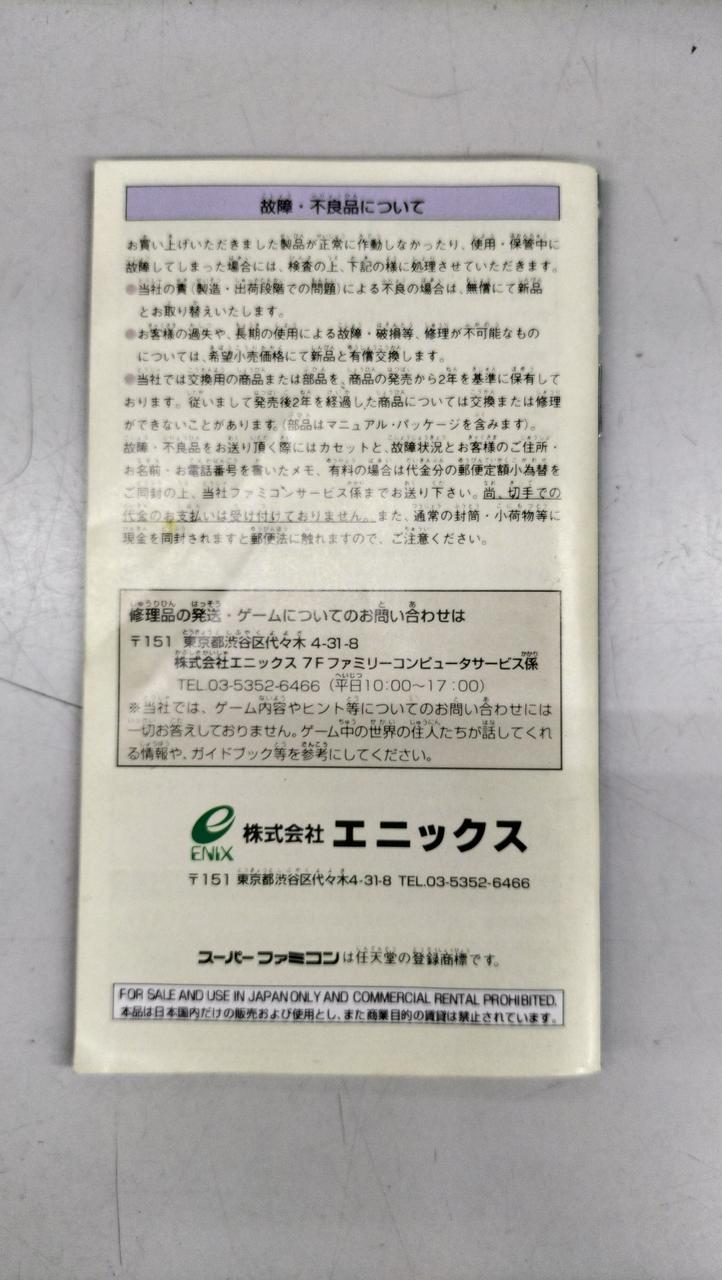 故障・不良品について
お買い上げいただきました製品が正常に作動しなかったり、使用・保管中に
故障してしまった場合には、検査の上、下記の様に処理させていただきます。
●当社の責(製造・出荷段階での問題)による不良の場合は、無償にて新品
とお取り替えいたします。
●お客様の過失や、長期の使用による故障・破損等、修理が不可能なもの
については、希望小売価格にて新品と有償交換します。
●当社では交換用の商品または部品を、商品の発売から2年を基準に保有して
おります。従いまして発売後2年を経過した商品については交換または修理
ができないことがあります。(部品はマニュアル・パッケージを含みます)。
故障・不良品をお送り頂く際にはカセットと、故障状況とお客様のご住所・
お名前・お電話番号を書いたメモ、有料の場合は代金分の郵便定額小為替を
ご同封の上、当社ファミコンサービス係までお送り下さい。尚、切手での
代金のお支払いは受け付けておりません。また、通常の封筒・小荷物等に
現金を同封されますと郵便法に触れますので、ご注意ください。
修理品の発送・ゲームについてのお問い合わせは
〒151 東京都渋谷区代々木 4-31-8
株式会社エニックス 7Fファミリーコンピュータサービス係
TEL.03-5352-6466(平日10:00〜17:00)
※当社では、ゲーム内容やヒント等についてのお問い合わせには
一切お答えしておりません。ゲーム中の世界の住人たちが話してくれ
る情報や、ガイドブック等を参考にしてください。
ENIX 株式会社 エニックス
〒151 東京都渋谷区代々木4-31-8 TEL.03-5352-6466
スーパーファミコンは任天堂の登録商標です。
FOR SALE AND USE IN JAPAN ONLY AND COMMERCIAL RENTAL PROHIBITED.
本品は日本国内だけの販売および使用とし、また商業目的の賃貸は禁止されています。